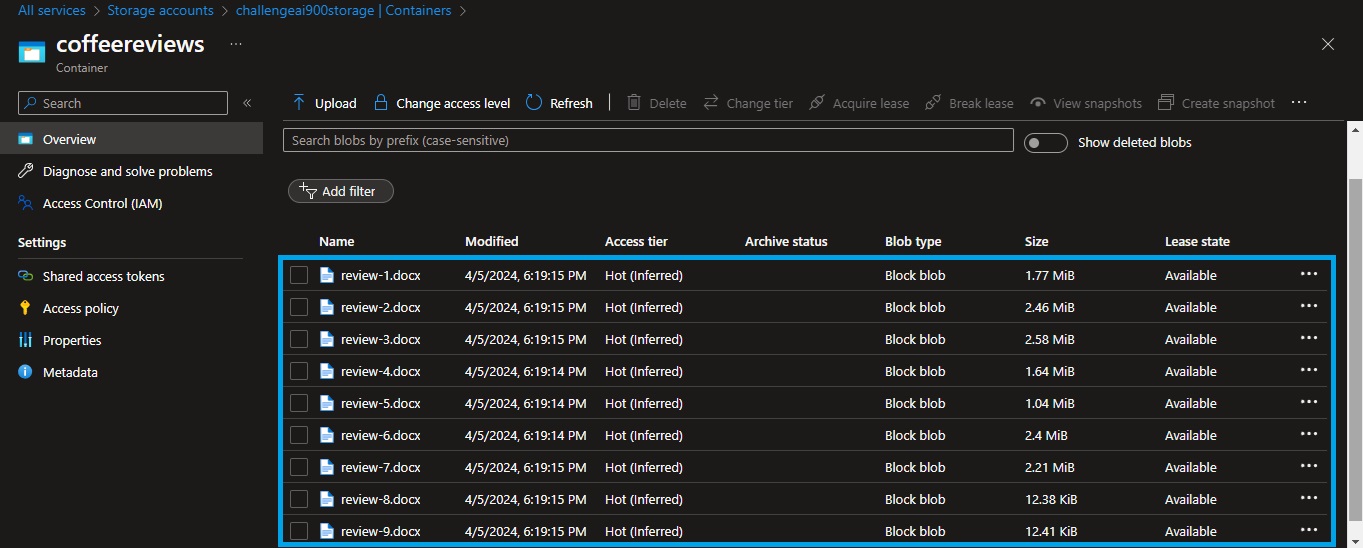 All services > Storage accounts > challengeai900storage | Containers >
coffeereviews ...
Container
Search «
Overview
Diagnose and solve problems
Access Control (IAM)
Settings
Shared access tokens
Access policy
Properties
Metadata
Upload Change access level Refresh Delete Change tier Acquire lease Break lease View snapshots Create snapshot ...
Search blobs by prefix (case-sensitive) Show deleted blobs
Add filter
Name Modified Access tier Archive status Blob type Size Lease state
review-1.docx 4/5/2024, 6:19:15 PM Hot (Inferred) Block blob 1.77 MiB Available ...
review-2.docx 4/5/2024, 6:19:15 PM Hot (Inferred) Block blob 2.46 MiB Available ...
review-3.docx 4/5/2024, 6:19:15 PM Hot (Inferred) Block blob 2.58 MiB Available ...
review-4.docx 4/5/2024, 6:19:14 PM Hot (Inferred) Block blob 1.64 MiB Available ...
review-5.docx 4/5/2024, 6:19:14 PM Hot (Inferred) Block blob 1.04 MiB Available ...
review-6.docx 4/5/2024, 6:19:14 PM Hot (Inferred) Block blob 2.4 MiB Available ...
review-7.docx 4/5/2024, 6:19:15 PM Hot (Inferred) Block blob 2.21 MiB Available ...
review-8.docx 4/5/2024, 6:19:15 PM Hot (Inferred) Block blob 12.38 KiB Available ...
review-9.docx 4/5/2024, 6:19:15 PM Hot (Inferred) Block blob 12.41 KiB Available ...